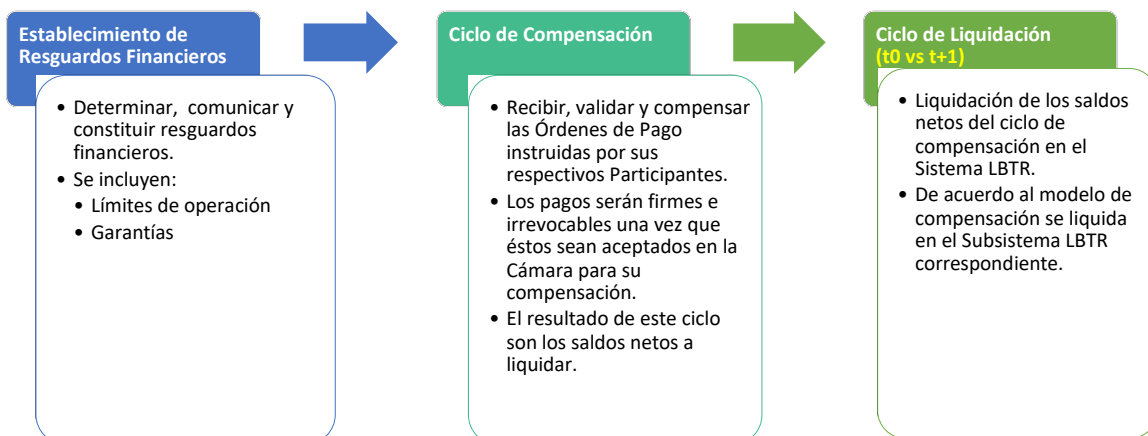 Establecimiento de
Resguardos Financieros
• Determinar, comunicar y
constituir resguardos
financieros.
• Se incluyen:
• Límites de operación
• Garantías
Ciclo de Compensación
• Recibir, validar y compensar
las Órdenes de Pago
instruidas por sus
respectivos Participantes.
• Los pagos serán firmes e
irrevocables una vez que
éstos sean aceptados en la
Cámara para su
compensación.
• El resultado de este ciclo
son los saldos netos a
liquidar.
Ciclo de Liquidación
(t0 vs t+1)
• Liquidación de los saldos
netos del ciclo de
compensación en el
Sistema LBTR.
• De acuerdo al modelo de
compensación se liquida
en el Subsistema LBTR
correspondiente.